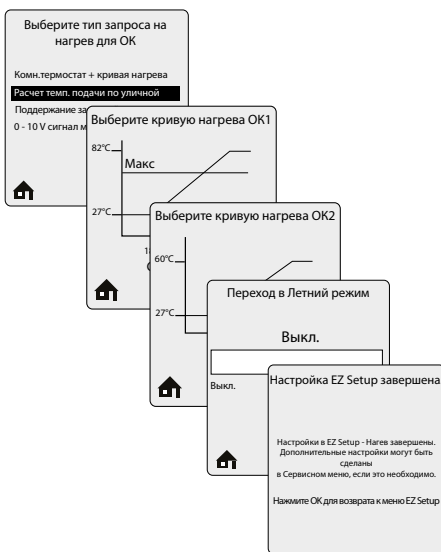 Выберите тип запроса на
нагрев для ОК
Комн.термостат + кривая нагрева
Расчет темп. подачи по уличной
Поддержание за
0 - 10 V сигнал м
Выберите кривую нагрева ОК1
82°C
Макс
27°C
18
Выберите кривую нагрева ОК2
60°C
27°C
Переход в Летний режим
Выкл.
Выкл.
Настройка EZ Setup завершена
Настройки в EZ Setup - Нагев завершены.
Дополнительные настройки могут быть
сделаны
в Сервисном меню, если это необходимо.
Нажмите ОК для возврата к меню EZ Setup